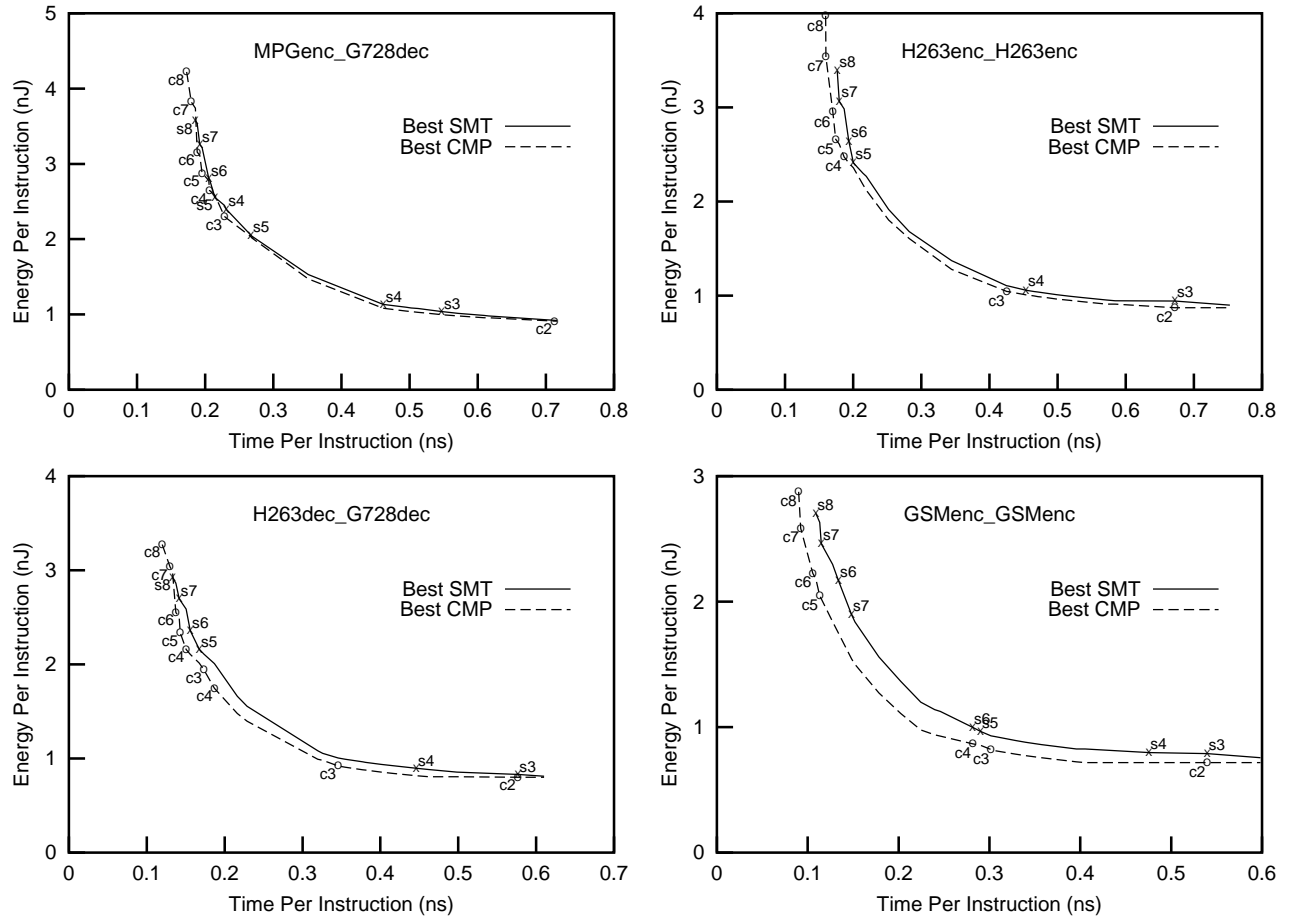 MPGenc_G728dec
Energy Per Instruction (nJ)
5
4
3
2
1
0
c8
c7
s8
s7
c6
s6
c5
c4
s5
s4
c3
s5
s4
s3
c2
Best SMT
Best CMP
0
0.1
0.2
0.3
0.4
0.5
0.6
0.7
0.8
Time Per Instruction (ns)
H263enc_H263enc
Energy Per Instruction (nJ)
4
3
2
1
0
c8
s8
c7
s7
c6
s6
c5
s5
c4
s4
c3
s3
c2
Best SMT
Best CMP
0
0.1
0.2
0.3
0.4
0.5
0.6
0.7
0.8
Time Per Instruction (ns)
H263dec_G728dec
Energy Per Instruction (nJ)
4
3
2
1
0
c8
c7
s8
s7
c6
s6
c5
s5
c4
c3
c4
c3
s4
s3
c2
Best SMT
Best CMP
0
0.1
0.2
0.3
0.4
0.5
0.6
0.7
Time Per Instruction (ns)
GSMenc_GSMenc
Energy Per Instruction (nJ)
3
2
1
0
c8
s8
c7
s7
c6
s6
c5
s7
s6
s5
c4
c3
s4
s3
c2
Best SMT
Best CMP
0
0.1
0.2
0.3
0.4
0.5
0.6
Time Per Instruction (ns)